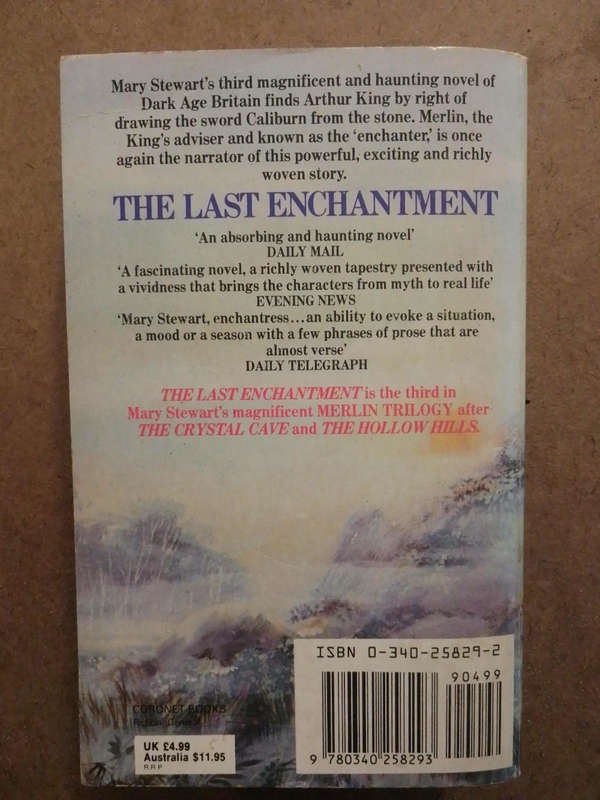 Mary Stewart's third magnificent and haunting novel of
Dark Age Britain finds Arthur King by right of
drawing the sword Caliburn from the stone. Merlin, the
King's adviser and known as the 'enchanter,' is once
again the narrator of this powerful, exciting and richly
woven story.
THE LAST ENCHANTMENT
'An absorbing and haunting novel'
DAILY MAIL
'A fascinating novel, a richly woven tapestry presented with
a vividness that brings the characters from myth to real life'
EVENING NEWS
'Mary Stewart, enchantress...an ability to evoke a situation,
a mood or a season with a few phrases of prose that are
almost verse'
DAILY TELEGRAPH
THE LAST ENCHANTMENT is the third in
Mary Stewart's magnificent MERLIN TRILOGY after
THE CRYSTAL CAVE and THE HOLLOW HILLS.
ISBN 0-340-25829-2
90499
9 780340 258293
CORONET BOOKS
UK £4.99
Australia $11.95
R.R.P.